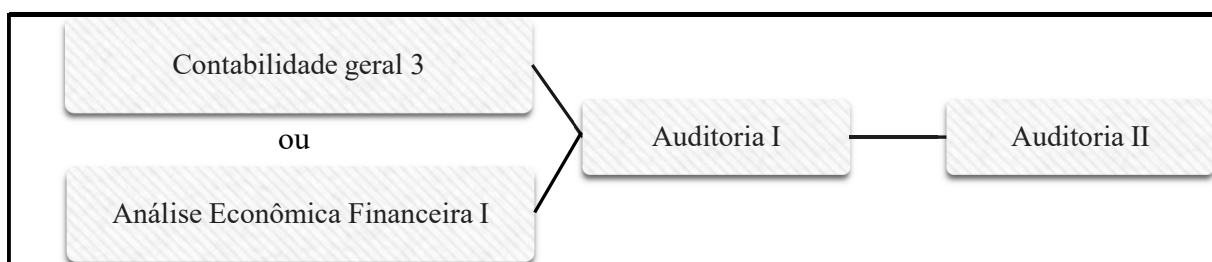 Contabilidade geral 3
ou
Análise Econômica Financeira I
Auditoria I
Auditoria II